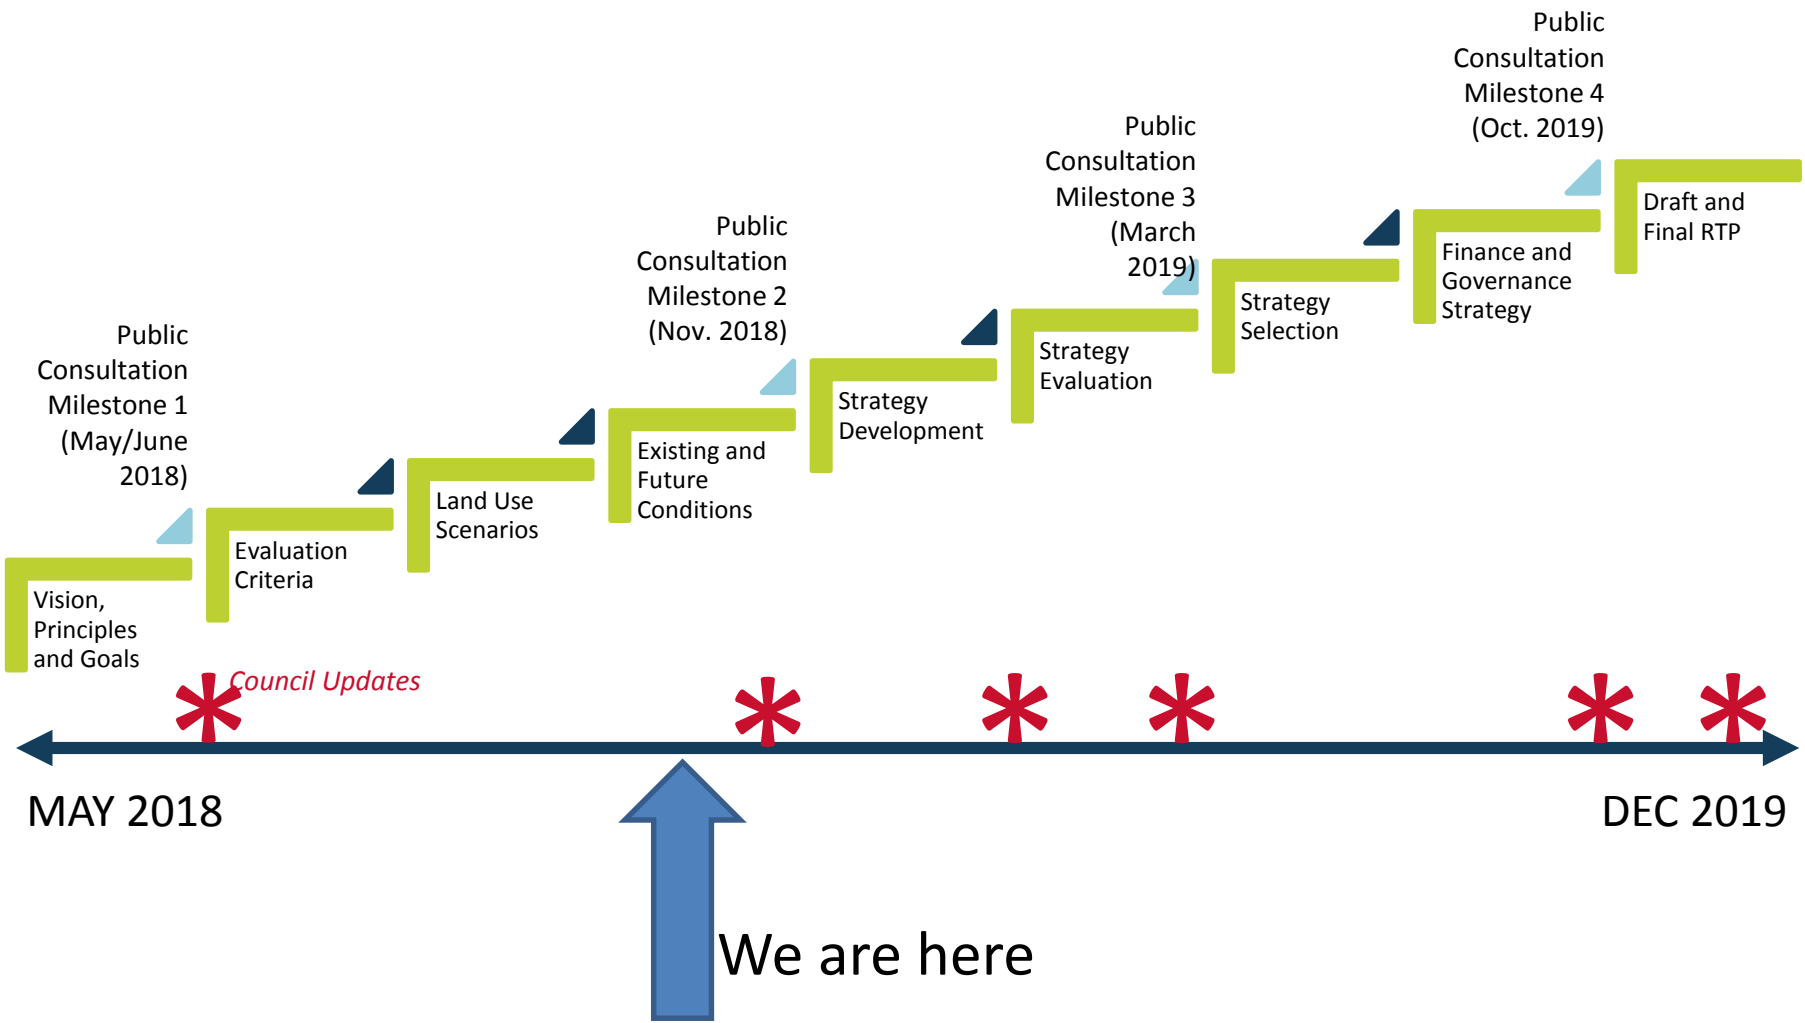 Public
Consultation
Milestone 4
(Oct. 2019)
Public
Consultation
Milestone 3
(March
2019)
Public
Consultation
Milestone 2
(Nov. 2018)
Public
Consultation
Milestone 1
(May/June
2018)
Vision,
Principles
and Goals
Evaluation
Criteria
Land Use
Scenarios
Existing and
Future
Conditions
Strategy
Development
Strategy
Evaluation
Strategy
Selection
Finance and
Governance
Strategy
Draft and
Final RTP
Council Updates
MAY 2018
DEC 2019
We are here